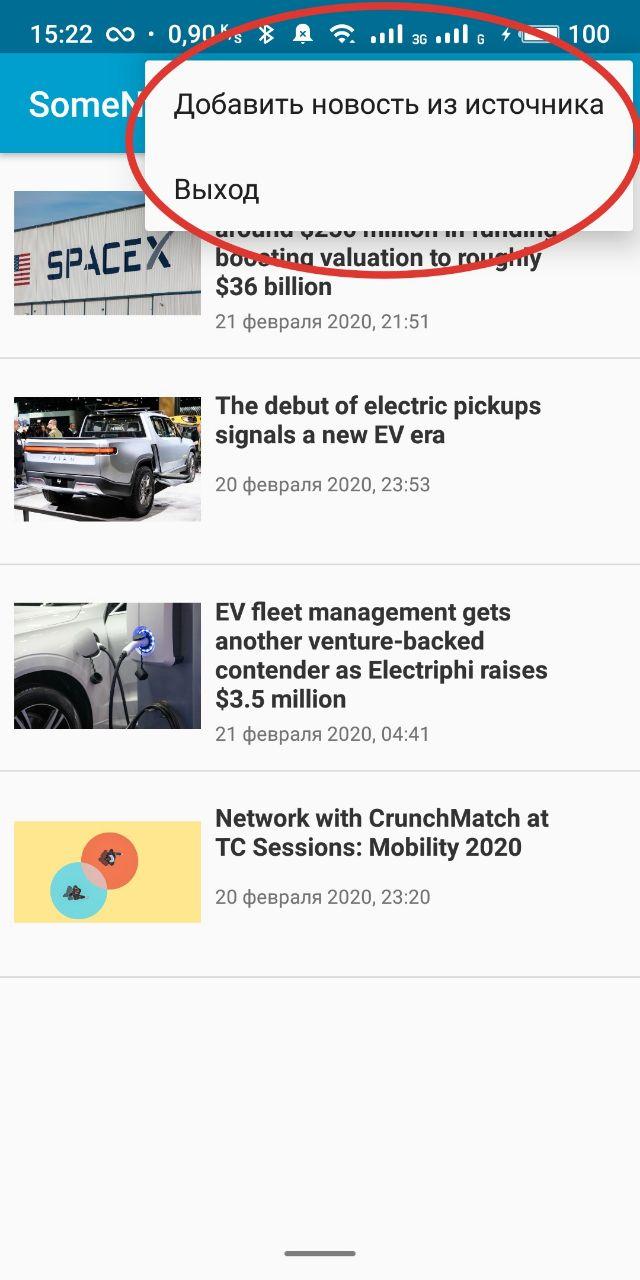 15:22 0,90 K/s 3G G 100
SomeN
Добавить новость из источника
Выход
SPACEX
around $250 million in funding
boosting valuation to roughly
$36 billion
21 февраля 2020, 21:51
The debut of electric pickups
signals a new EV era
20 февраля 2020, 23:53
RIVIAN
EV fleet management gets
another venture-backed
contender as Electriphi raises
$3.5 million
21 февраля 2020, 04:41
Network with CrunchMatch at
TC Sessions: Mobility 2020
20 февраля 2020, 23:20